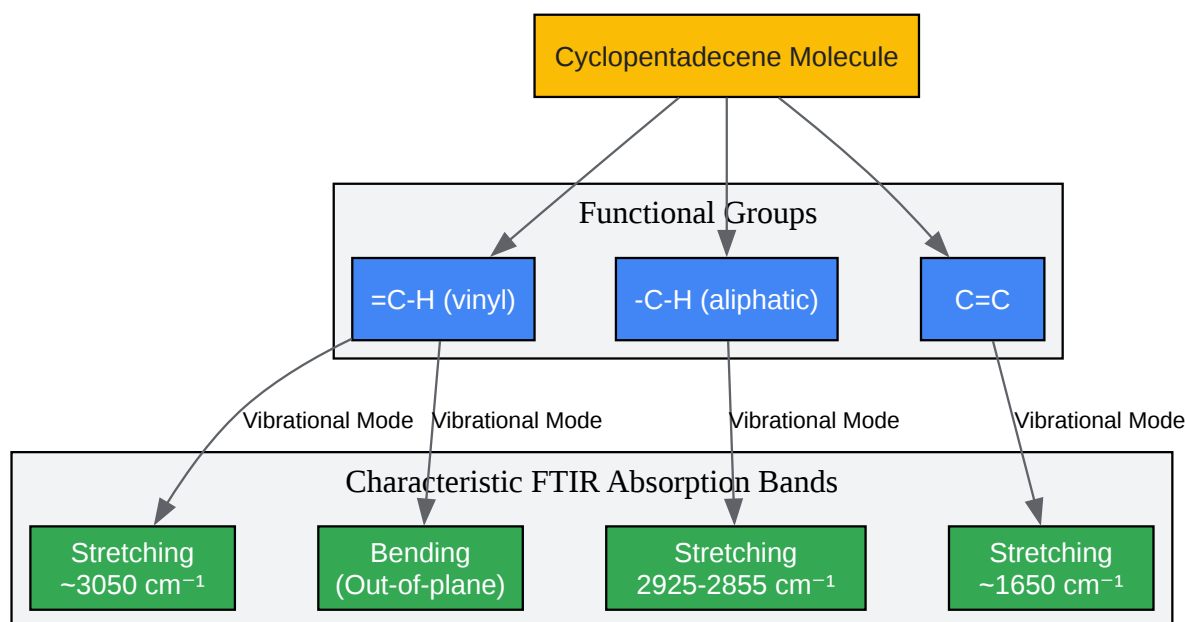 Cyclopentadecene Molecule
Functional Groups
=C-H (vinyl)
-C-H (aliphatic)
C=C
Vibrational Mode
Vibrational Mode
Vibrational Mode
Vibrational Mode
Characteristic FTIR Absorption Bands
Stretching
~3050 cm⁻¹
Bending
(Out-of-plane)
Stretching
2925-2855 cm⁻¹
Stretching
~1650 cm⁻¹